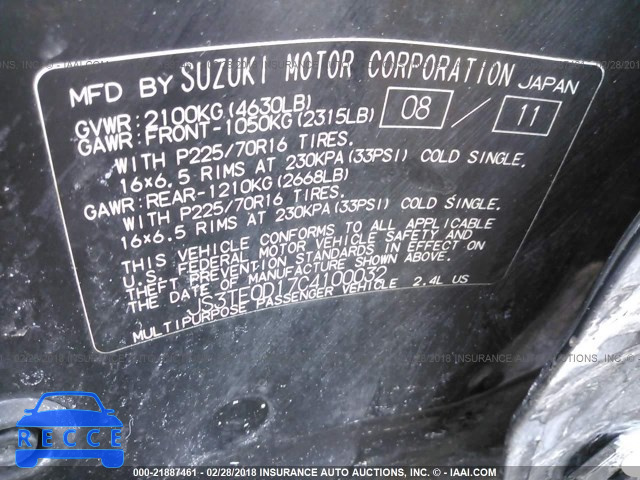 MFD BY SUZUKI MOTOR CORPORATION JAPAN
GVWR:2100KG(4630LB) 08 / 11
GAWR:FRONT-1050KG(2315LB)
WITH P225/70R16 TIRES,
16x6.5 RIMS AT 230KPA(33PSI) COLD SINGLE,
GAWR:REAR-1210KG(2668LB)
WITH P225/70R16 TIRES,
16x6.5 RIMS AT 230KPA(33PSI) COLD SINGLE,
THIS VEHICLE CONFORMS TO ALL APPLICABLE
U.S. FEDERAL MOTOR VEHICLE SAFETY AND
THEFT PREVENTION STANDARDS IN EFFECT ON
THE DATE OF MANUFACTURE SHOWN ABOVE.
JS3TE0D17C4100032
MULTIPURPOSE PASSENGER VEHICLE 2.4L US
RECCE
000-21887461 - 02/28/2018 INSURANCE AUTO AUCTIONS, INC. - © - IAAI.COM